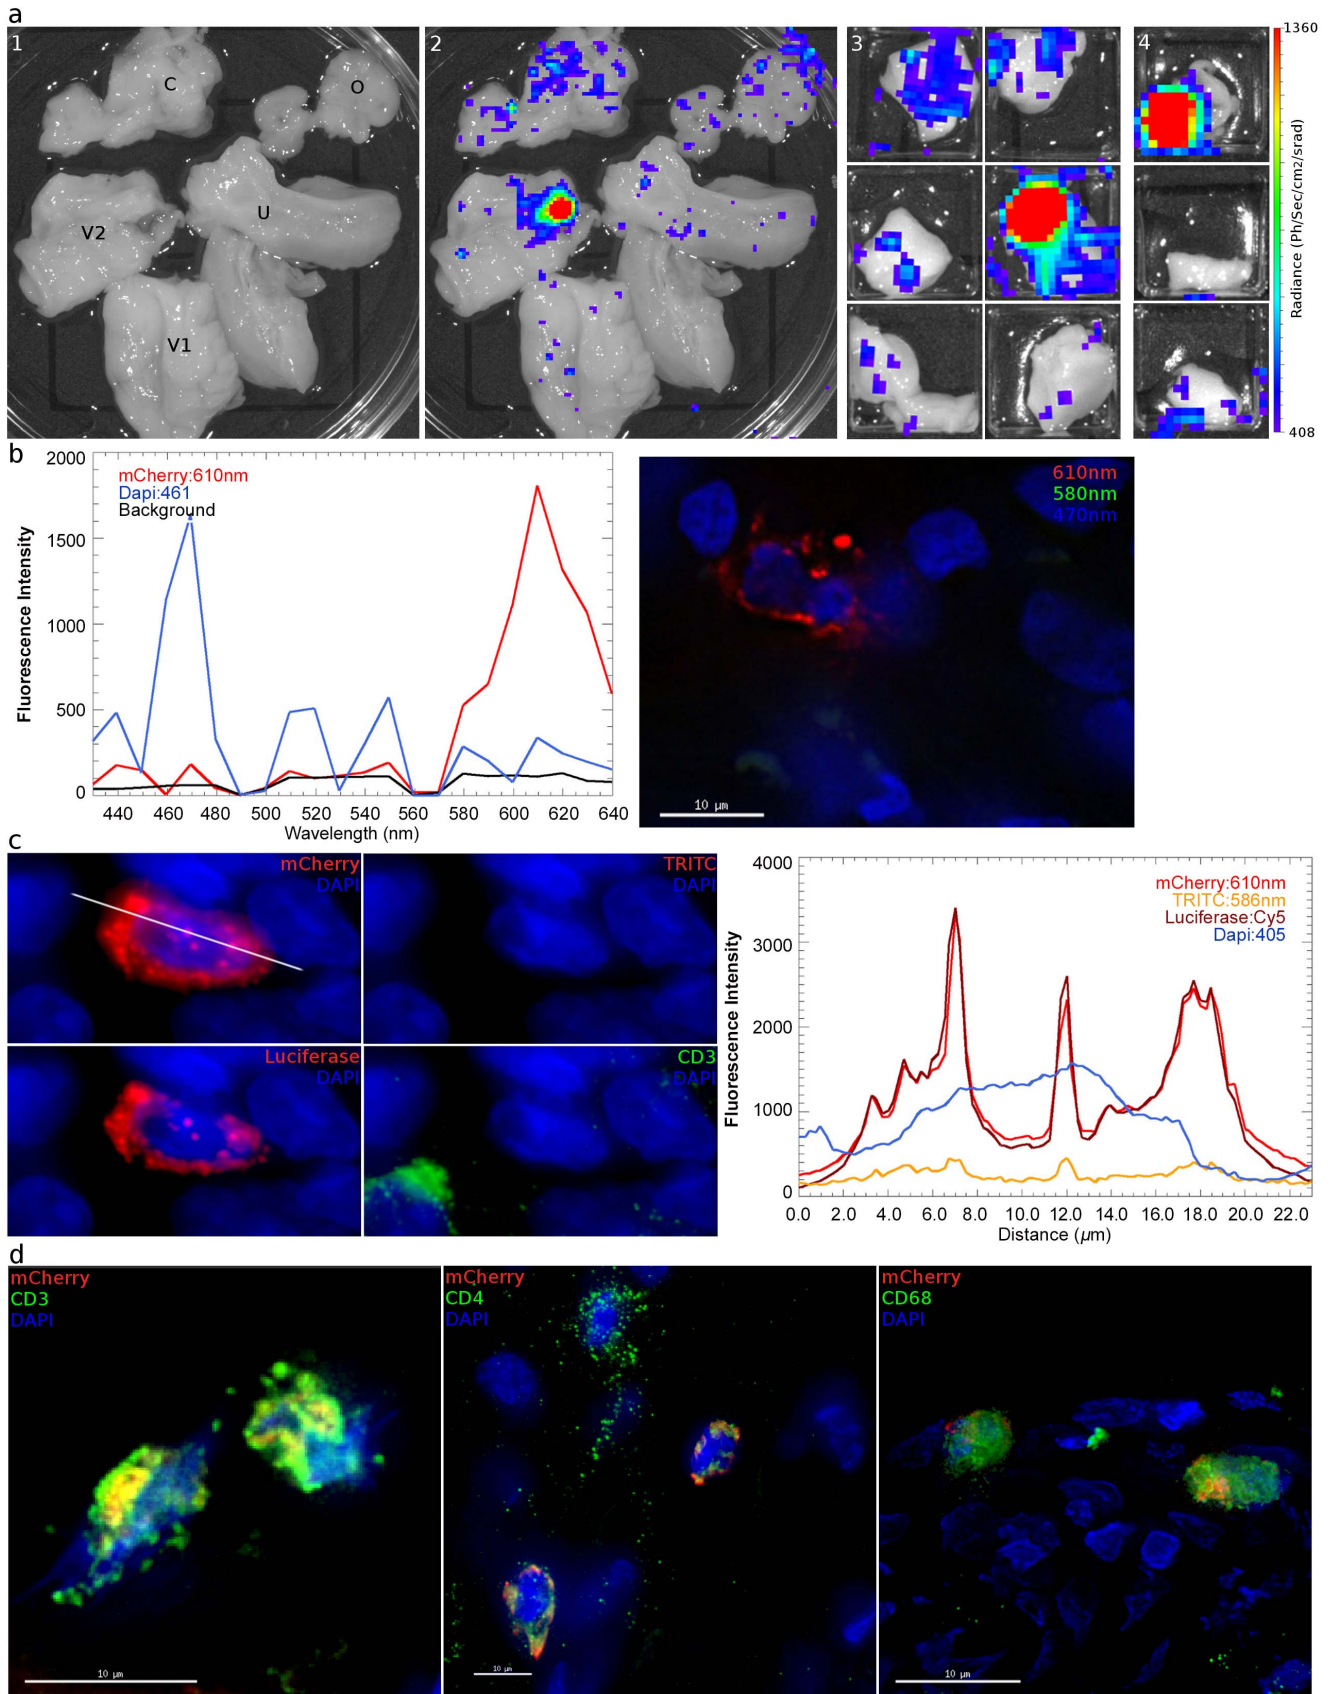 a
1
2
3
4
1360
C
O
V2
U
V1
Radiance (Ph/Sec/cm2/srad)
408
b
2000
1500
1000
500
0
Fluorescence Intensity
mCherry:610nm
Dapi:461
Background
440 460 480 500 520 540 560 580 600 620 640
Wavelength (nm)
610nm
580nm
470nm
10 µm
c
mCherry
DAPI
TRITC
DAPI
Luciferase
DAPI
CD3
DAPI
4000
3000
2000
1000
0
Fluorescence Intensity
mCherry:610nm
TRITC:586nm
Luciferase:Cy5
Dapi:405
0.0 2.0 4.0 6.0 8.0 10.0 12.0 14.0 16.0 18.0 20.0 22.0
Distance (µm)
d
mCherry
CD3
DAPI
10 µm
mCherry
CD4
DAPI
10 µm
mCherry
CD68
DAPI
10 µm